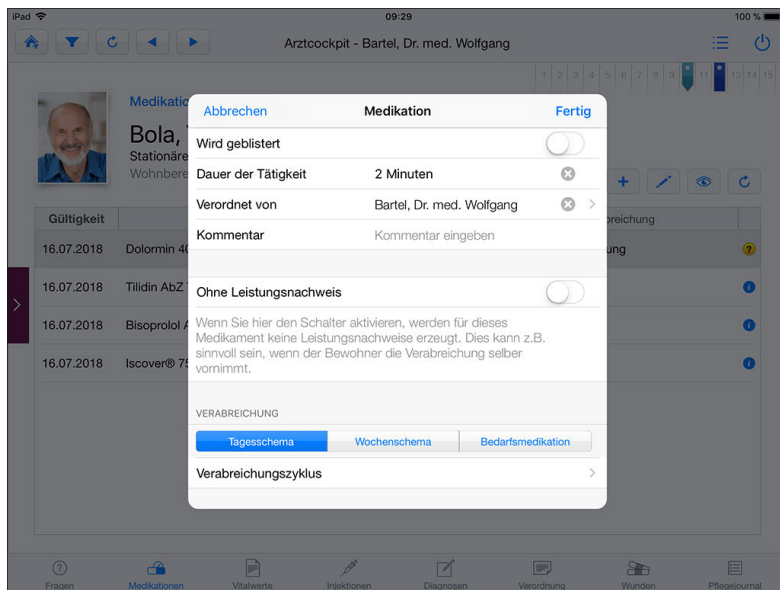 iPad 09:29 100 %
Arztcockpit - Bartel, Dr. med. Wolfgang
1 2 3 4 5 6 7 8 9 11 13 14 15
Medikatio
Bola,
Stationäre
Wohnbere
Gültigkeit breichung
16.07.2018 Dolormin 40 ung ?
16.07.2018 Tilidin AbZ i
16.07.2018 Bisoprolol A i
16.07.2018 Iscover® 75 i
Abbrechen Medikation Fertig
Wird geblistert
Dauer der Tätigkeit 2 Minuten
Verordnet von Bartel, Dr. med. Wolfgang
Kommentar Kommentar eingeben
Ohne Leistungsnachweis
Wenn Sie hier den Schalter aktivieren, werden für dieses
Medikament keine Leistungsnachweise erzeugt. Dies kann z.B.
sinnvoll sein, wenn der Bewohner die Verabreichung selber
vornimmt.
VERABREICHUNG
Tagesschema Wochenschema Bedarfsmedikation
Verabreichungszyklus
Fragen Medikationen Vitalwerte Injektionen Diagnosen Verordnung Wunden Pflegejournal